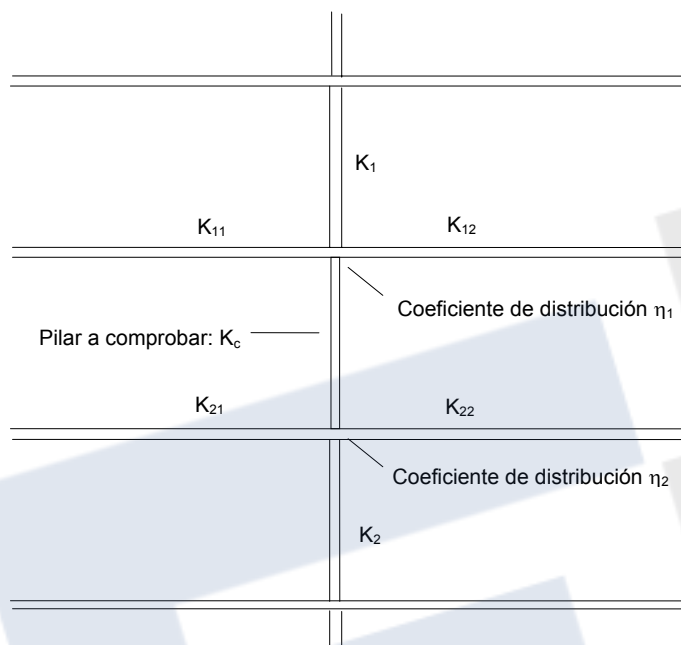 K₁
K₁₁
K₁₂
Coeficiente de distribución η₁
Pilar a comprobar: K꜀
K₂₁
K₂₂
Coeficiente de distribución η₂
K₂